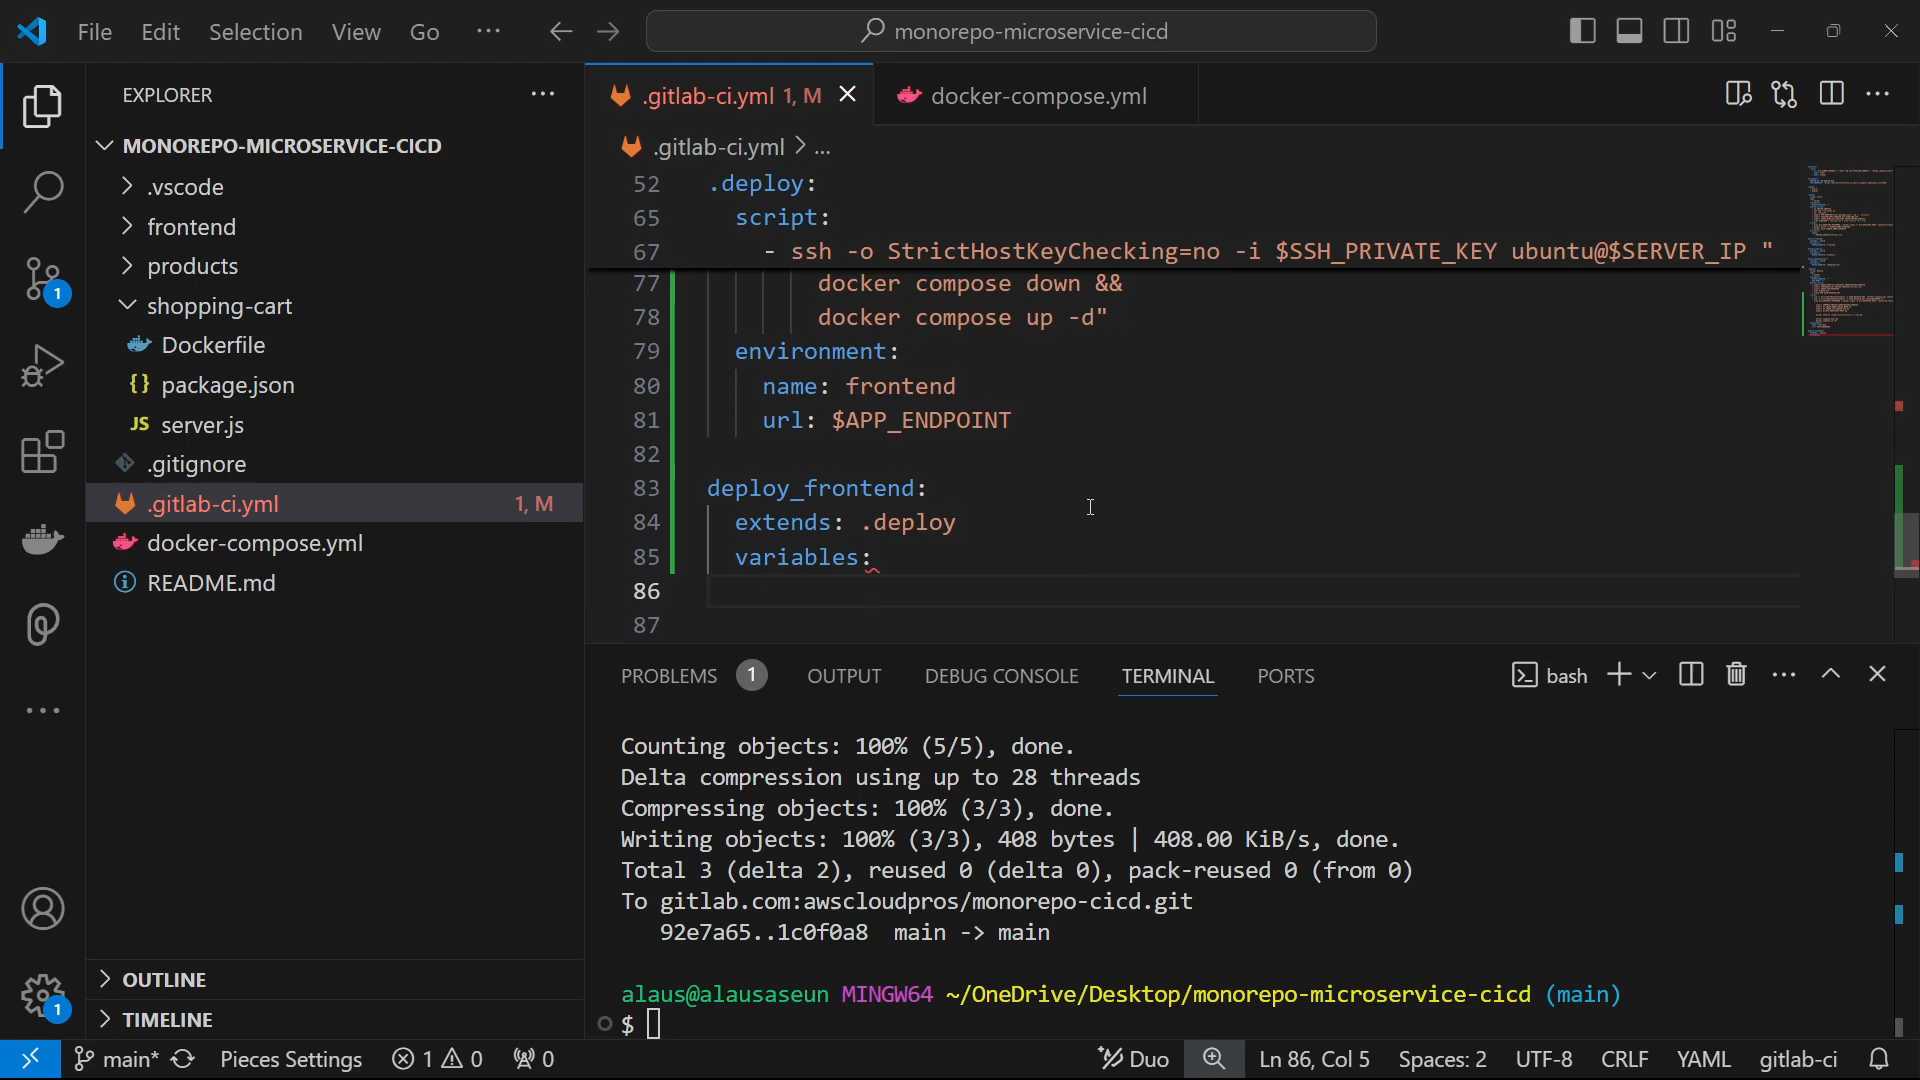 File Edit Selection View Go ··· monorepo-microservice-cicd
EXPLORER ···
MONOREPO-MICROSERVICE-CICD
.vscode
frontend
products
shopping-cart
Dockerfile
{} package.json
JS server.js
.gitignore
.gitlab-ci.yml 1, M
docker-compose.yml
README.md
OUTLINE
TIMELINE
1
1
.gitlab-ci.yml 1, M docker-compose.yml
.gitlab-ci.yml > ...
52 .deploy:
65 script:
67 - ssh -o StrictHostKeyChecking=no -i $SSH_PRIVATE_KEY ubuntu@$SERVER_IP "
77 docker compose down &&
78 docker compose up -d"
79 environment:
80 name: frontend
81 url: $APP_ENDPOINT
82
83 deploy_frontend:
84 extends: .deploy
85 variables:
86
87
PROBLEMS 1 OUTPUT DEBUG CONSOLE TERMINAL PORTS bash
Counting objects: 100% (5/5), done.
Delta compression using up to 28 threads
Compressing objects: 100% (3/3), done.
Writing objects: 100% (3/3), 408 bytes | 408.00 KiB/s, done.
Total 3 (delta 2), reused 0 (delta 0), pack-reused 0 (from 0)
To gitlab.com:awscloudpros/monorepo-cicd.git
92e7a65..1c0f0a8 main -> main
alaus@alausaseun MINGW64 ~/OneDrive/Desktop/monorepo-microservice-cicd (main)
$
main* Pieces Settings 1 0 0 Duo Ln 86, Col 5 Spaces: 2 UTF-8 CRLF YAML gitlab-ci